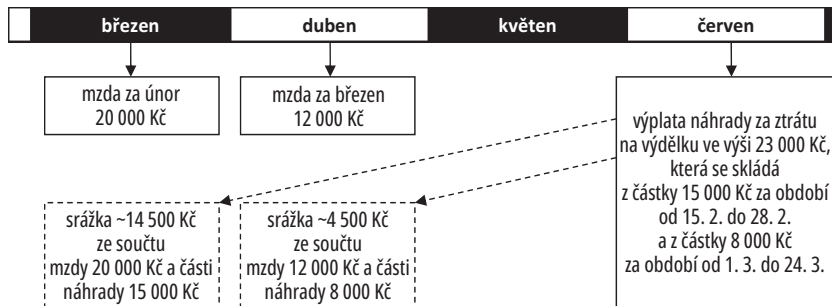 březen
duben
květen
červen
mzda za únor
20 000 Kč
mzda za březen
12 000 Kč
výplata náhrady za ztrátu
na výdělku ve výši 23 000 Kč,
která se skládá
z částky 15 000 Kč za období
od 15. 2. do 28. 2.
a z částky 8 000 Kč
za období od 1. 3. do 24. 3.
srážka ~14 500 Kč
ze součtu
mzdy 20 000 Kč a části
náhrady 15 000 Kč
srážka ~4 500 Kč
ze součtu
mzdy 12 000 Kč a části
náhrady 8 000 Kč